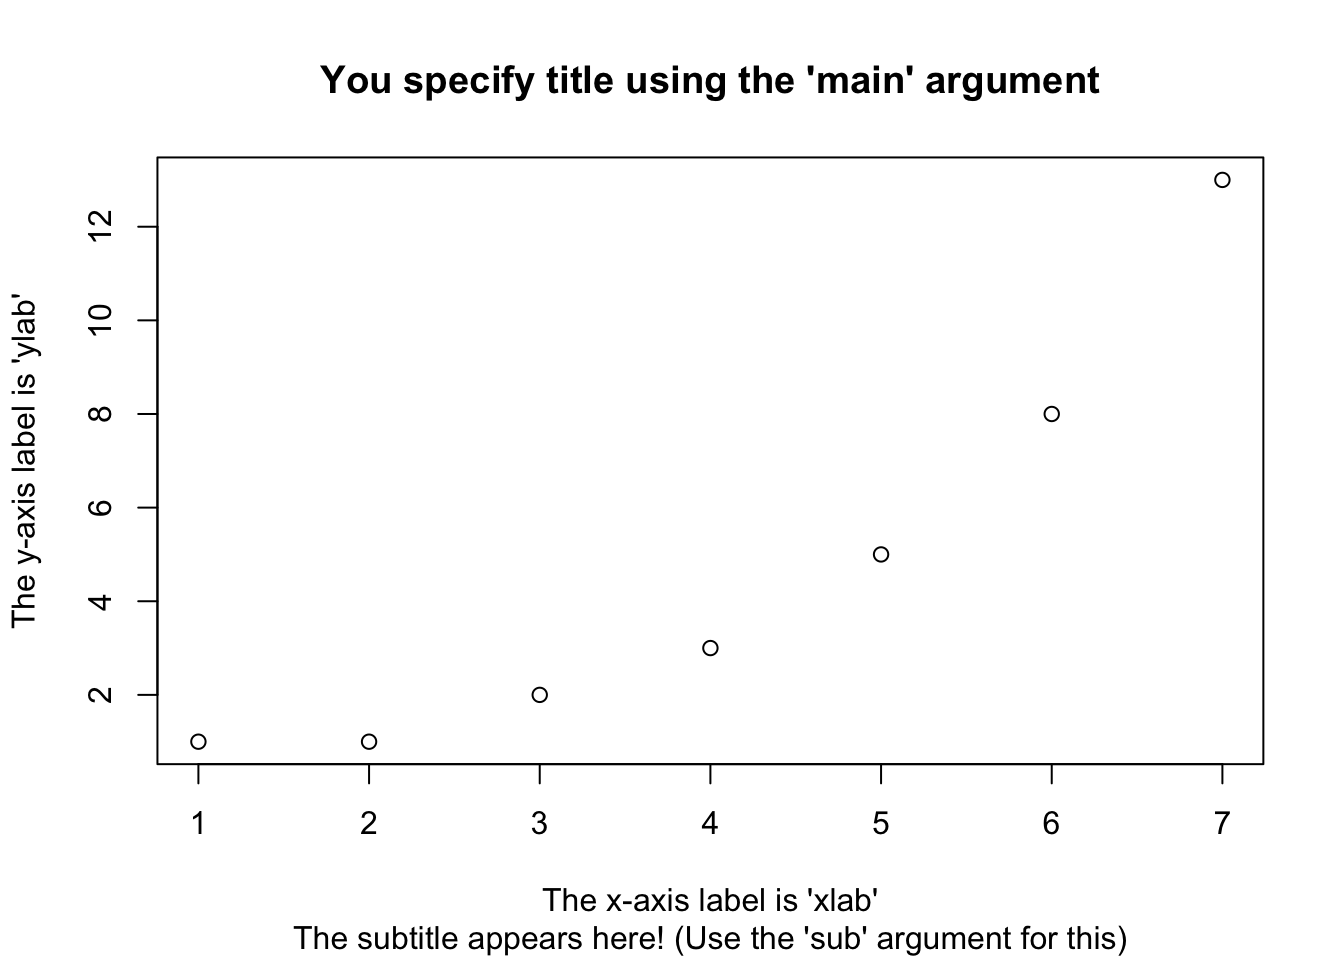 You specify title using the 'main' argument
The y-axis label is 'ylab'
12
10
8
6
4
2
1 2 3 4 5 6 7
The x-axis label is 'xlab'
The subtitle appears here! (Use the 'sub' argument for this)